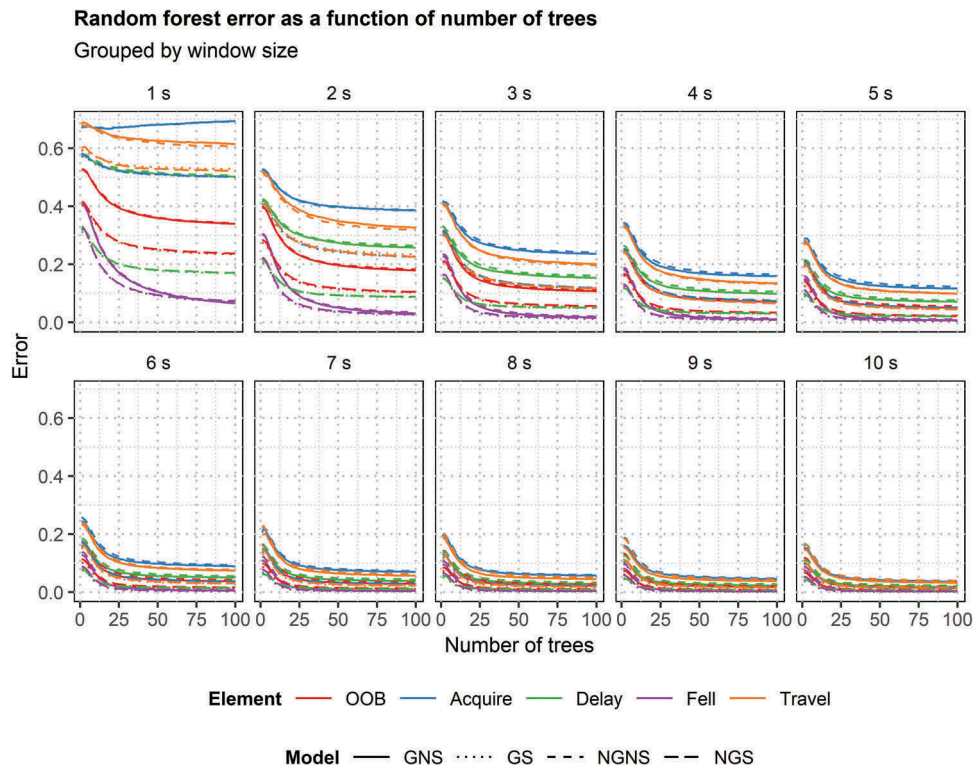 Random forest error as a function of number of trees
Grouped by window size
1 s 2 s 3 s 4 s 5 s
0.6
0.4
0.2
0.0
Error
6 s 7 s 8 s 9 s 10 s
0.6
0.4
0.2
0.0
0 25 50 75 100 0 25 50 75 100 0 25 50 75 100 0 25 50 75 100 0 25 50 75 100
Number of trees
Element OOB Acquire Delay Fell Travel
Model GNS GS NGNS NGS